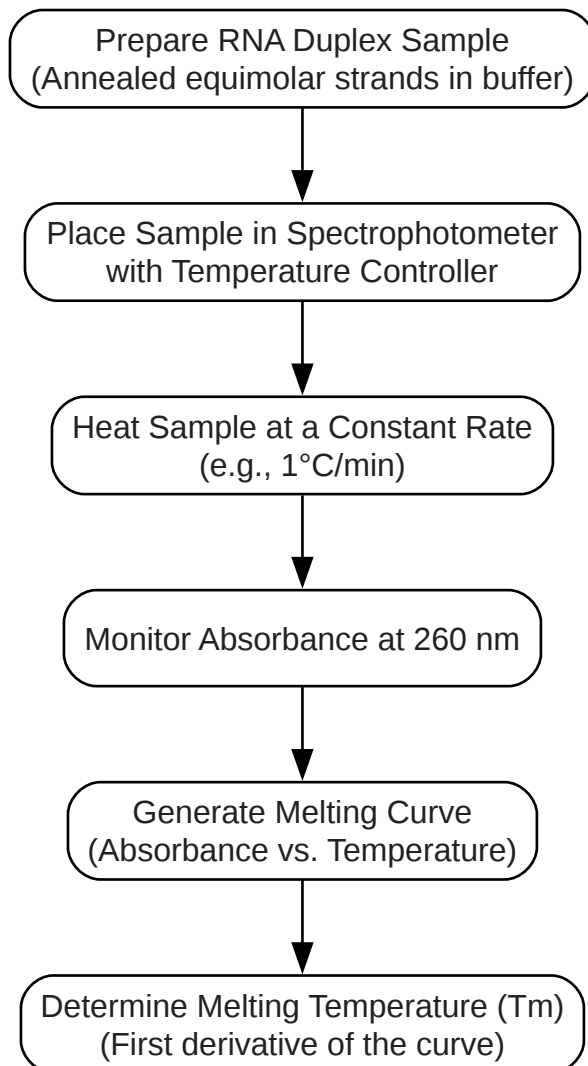 Prepare RNA Duplex Sample
(Annealed equimolar strands in buffer)
Place Sample in Spectrophotometer
with Temperature Controller
Heat Sample at a Constant Rate
(e.g., 1°C/min)
Monitor Absorbance at 260 nm
Generate Melting Curve
(Absorbance vs. Temperature)
Determine Melting Temperature (Tm)
(First derivative of the curve)